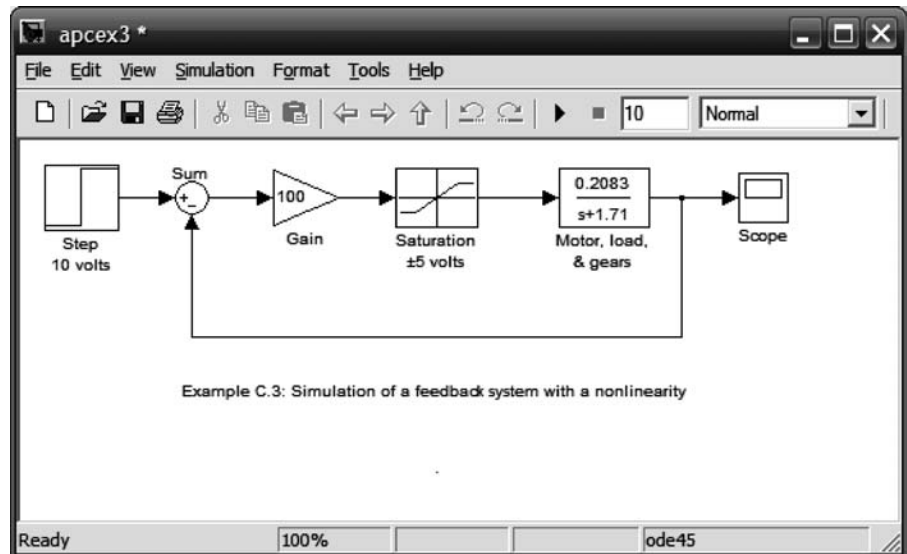 apcex3 *
File Edit View Simulation Format Tools Help
10 Normal
Sum
+
-
100
0.2083
s+1.71
Step
10 volts
Gain
Saturation
±5 volts
Motor, load,
& gears
Scope
Example C.3: Simulation of a feedback system with a nonlinearity
Ready 100% ode45